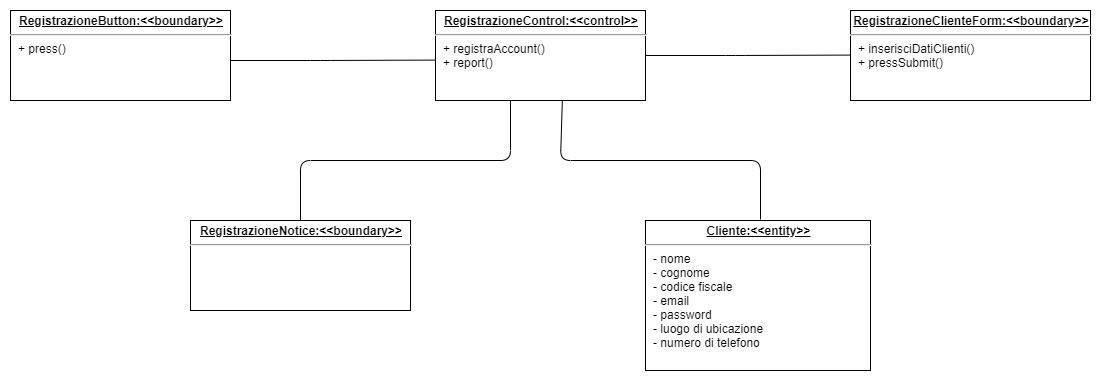 RegistrazioneButton:<<boundary>>
+ press()
RegistrazioneControl:<<control>>
+ registraAccount()
+ report()
RegistrazioneClienteForm:<<boundary>>
+ inserisciDatiClienti()
+ pressSubmit()
RegistrazioneNotice:<<boundary>>
Cliente:<<entity>>
- nome
- cognome
- codice fiscale
- email
- password
- luogo di ubicazione
- numero di telefono